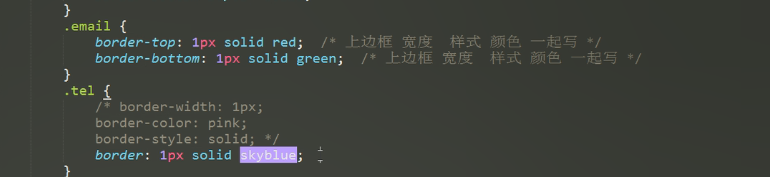 }
.email {
border-top: 1px solid red; /* 上边框 宽度 样式 颜色 一起写 */
border-bottom: 1px solid green; /* 上边框 宽度 样式 颜色 一起写 */
}
.tel {
/* border-width: 1px;
border-color: pink;
border-style: solid; */
border: 1px solid skyblue;
}